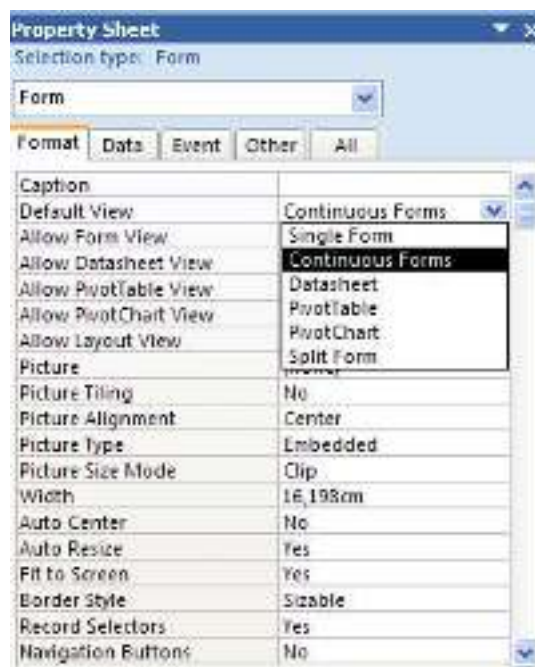 Property Sheet
Selection type: Form
Form
Format Data Event Other All
Caption
Default View Continuous Forms
Allow Form View Single Form
Allow Datasheet View Continuous Forms
Allow PivotTable View Datasheet
Allow PivotChart View PivotTable
Allow Layout View PivotChart
Split Form
Picture (none)
Picture Tiling No
Picture Alignment Center
Picture Type Embedded
Picture Size Mode Clip
Width 16,198cm
Auto Center No
Auto Resize Yes
Fit to Screen Yes
Border Style Sizable
Record Selectors Yes
Navigation Buttons No